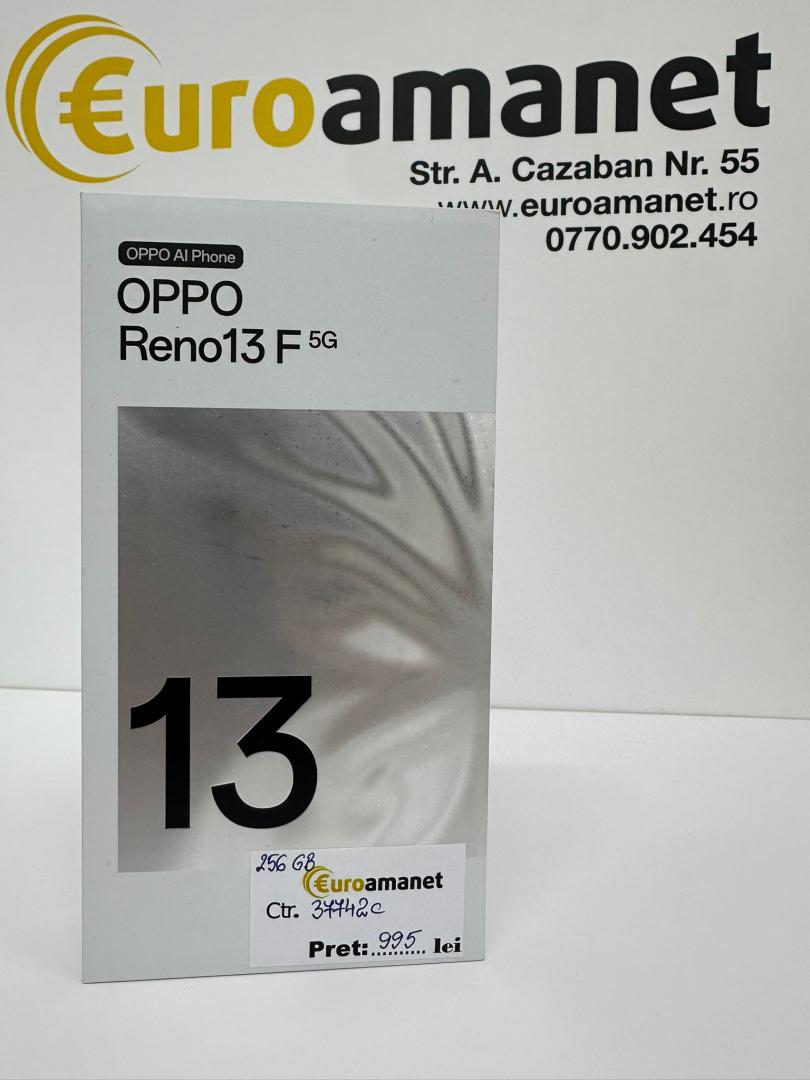 €uroamanet
Str. A. Cazaban Nr. 55
www.euroamanet.ro
0770.902.454
OPPO AI Phone
OPPO
Reno13 F 5G
13
256 GB
€uroamanet
Ctr. 37742c
Pret: 995 lei